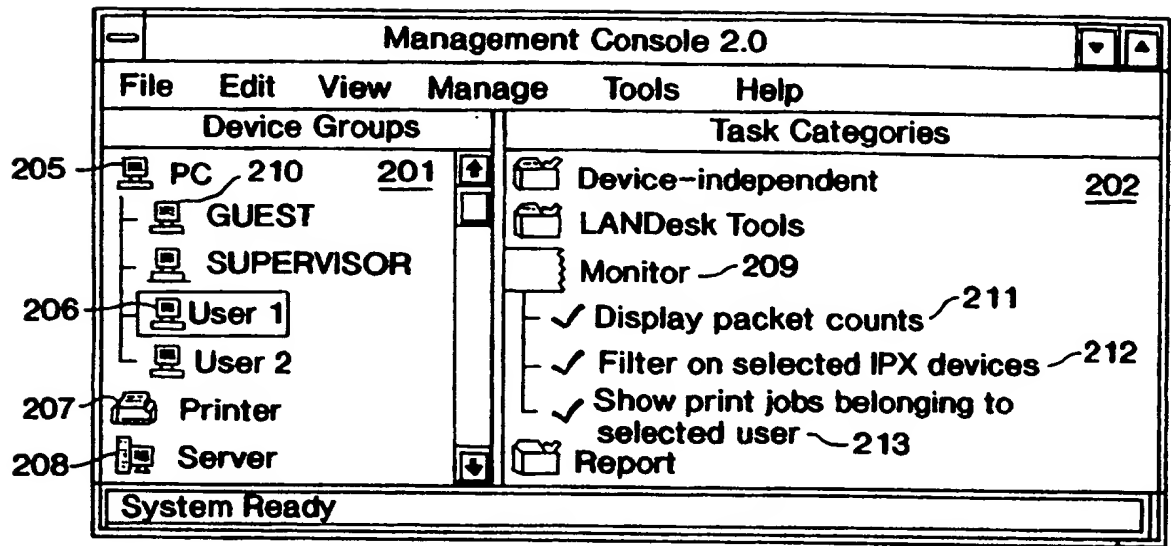 Management Console 2.0
File Edit View Manage Tools Help
Device Groups
Task Categories
205 PC 210 201
GUEST
SUPERVISOR
206 User 1
User 2
207 Printer
208 Server
Device-independent 202
LANDesk Tools
Monitor 209
Display packet counts 211
Filter on selected IPX devices 212
Show print jobs belonging to
selected user 213
Report
System Ready